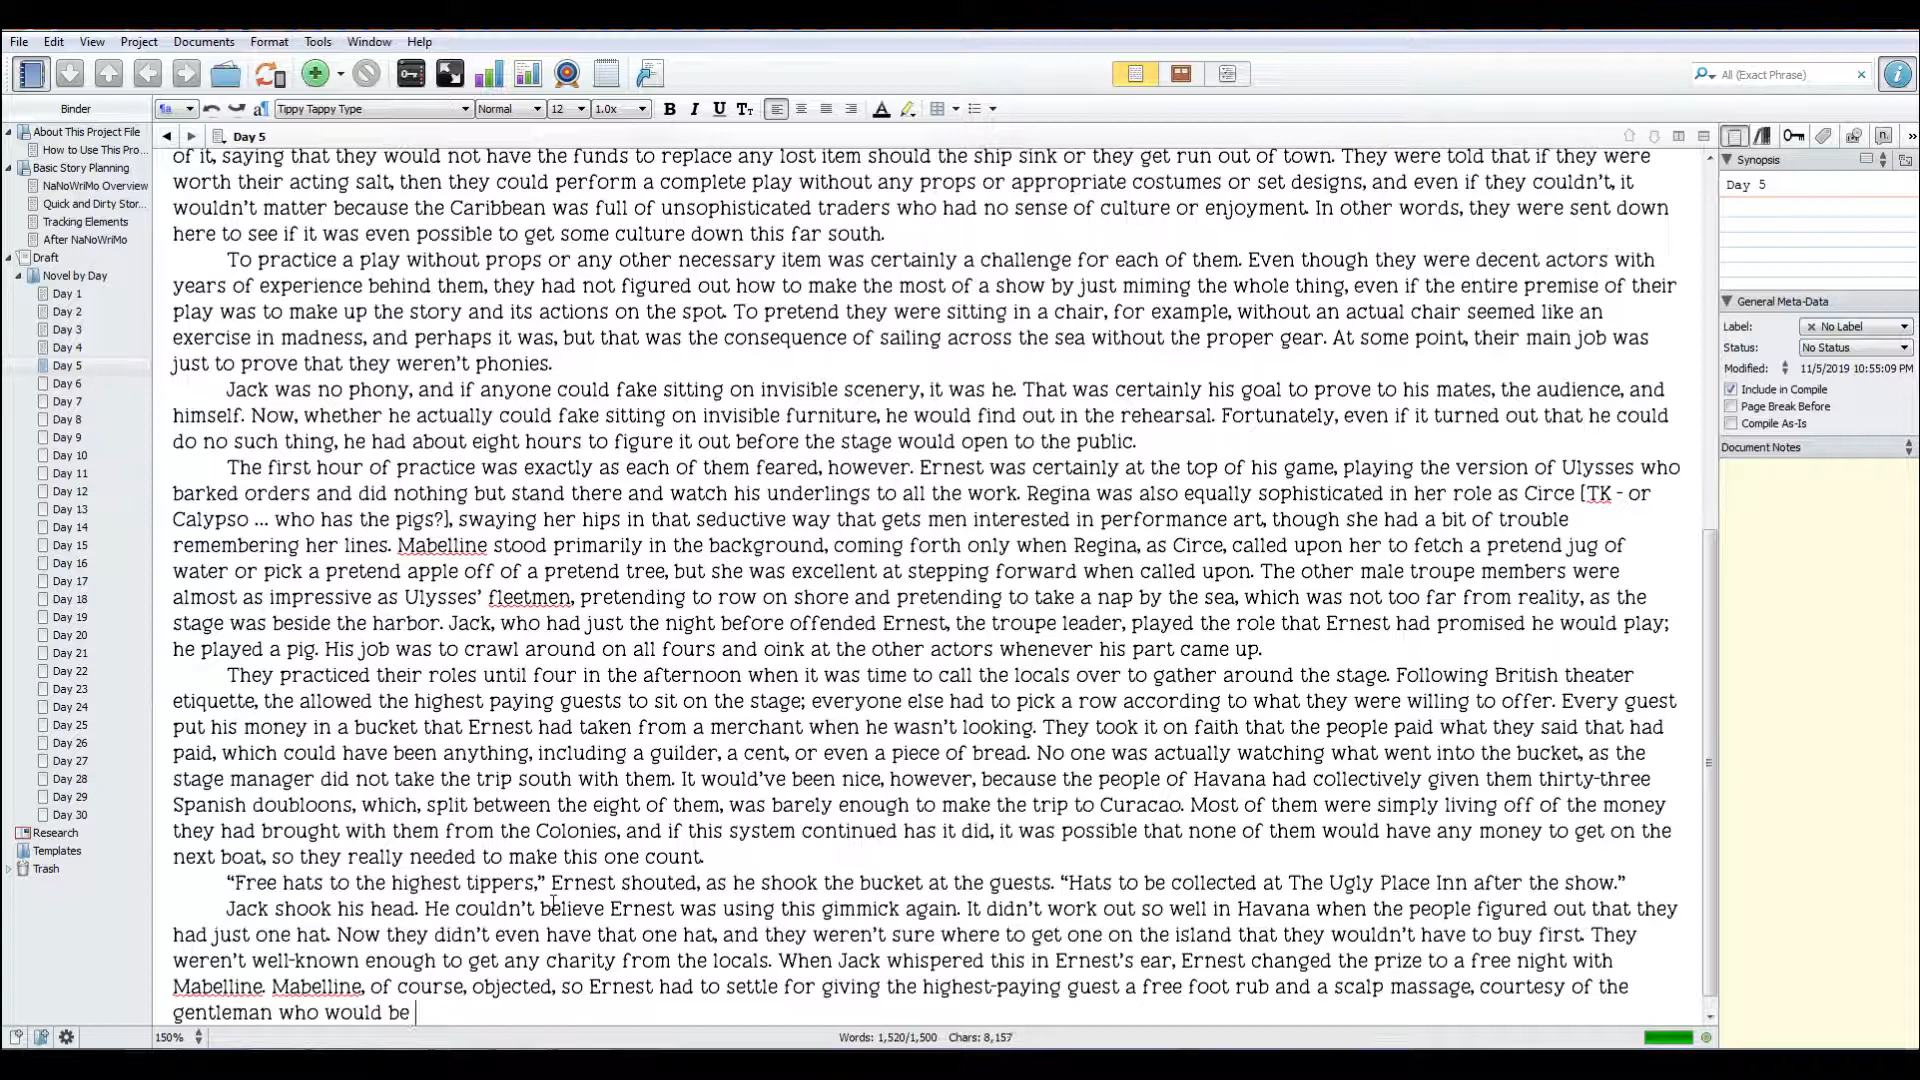 File Edit View Project Documents Format Tools Window Help
All (Exact Phrase)
Binder
Tippy Tappy Type Normal 12 1.0x B I U
About This Project File
How to Use This Pro...
Basic Story Planning
NaNoWriMo Overview
Quick and Dirty Stor...
Tracking Elements
After NaNoWriMo
Draft
Novel by Day
Day 1
Day 2
Day 3
Day 4
Day 5
Day 6
Day 7
Day 8
Day 9
Day 10
Day 11
Day 12
Day 13
Day 14
Day 15
Day 16
Day 17
Day 18
Day 19
Day 20
Day 21
Day 22
Day 23
Day 24
Day 25
Day 26
Day 27
Day 28
Day 29
Day 30
Research
Templates
Trash
Day 5
of it, saying that they would not have the funds to replace any lost item should the ship sink or they get run out of town. They were told that if they were
worth their acting salt, then they could perform a complete play without any props or appropriate costumes or set designs, and even if they couldn't, it
wouldn't matter because the Caribbean was full of unsophisticated traders who had no sense of culture or enjoyment. In other words, they were sent down
here to see if it was even possible to get some culture down this far south.
To practice a play without props or any other necessary item was certainly a challenge for each of them. Even though they were decent actors with
years of experience behind them, they had not figured out how to make the most of a show by just miming the whole thing, even if the entire premise of their
play was to make up the story and its actions on the spot. To pretend they were sitting in a chair, for example, without an actual chair seemed like an
exercise in madness, and perhaps it was, but that was the consequence of sailing across the sea without the proper gear. At some point, their main job was
just to prove that they weren't phonies.
Jack was no phony, and if anyone could fake sitting on invisible scenery, it was he. That was certainly his goal to prove to his mates, the audience, and
himself. Now, whether he actually could fake sitting on invisible furniture, he would find out in the rehearsal. Fortunately, even if it turned out that he could
do no such thing, he had about eight hours to figure it out before the stage would open to the public.
The first hour of practice was exactly as each of them feared, however. Ernest was certainly at the top of his game, playing the version of Ulysses who
barked orders and did nothing but stand there and watch his underlings to all the work. Regina was also equally sophisticated in her role as Circe [TK - or
Calypso ... who has the pigs?], swaying her hips in that seductive way that gets men interested in performance art, though she had a bit of trouble
remembering her lines. Mabelline stood primarily in the background, coming forth only when Regina, as Circe, called upon her to fetch a pretend jug of
water or pick a pretend apple off of a pretend tree, but she was excellent at stepping forward when called upon. The other male troupe members were
almost as impressive as Ulysses' fleetmen, pretending to row on shore and pretending to take a nap by the sea, which was not too far from reality, as the
stage was beside the harbor. Jack, who had just the night before offended Ernest, the troupe leader, played the role that Ernest had promised he would play;
he played a pig. His job was to crawl around on all fours and oink at the other actors whenever his part came up.
They practiced their roles until four in the afternoon when it was time to call the locals over to gather around the stage. Following British theater
etiquette, the allowed the highest paying guests to sit on the stage; everyone else had to pick a row according to what they were willing to offer. Every guest
put his money in a bucket that Ernest had taken from a merchant when he wasn't looking. They took it on faith that the people paid what they said that had
paid, which could have been anything, including a guilder, a cent, or even a piece of bread. No one was actually watching what went into the bucket, as the
stage manager did not take the trip south with them. It would've been nice, however, because the people of Havana had collectively given them thirty-three
Spanish doubloons, which, split between the eight of them, was barely enough to make the trip to Curacao. Most of them were simply living off of the money
they had brought with them from the Colonies, and if this system continued has it did, it was possible that none of them would have any money to get on the
next boat, so they really needed to make this one count.
“Free hats to the highest tippers,” Ernest shouted, as he shook the bucket at the guests. “Hats to be collected at The Ugly Place Inn after the show.”
Jack shook his head. He couldn't believe Ernest was using this gimmick again. It didn't work out so well in Havana when the people figured out that they
had just one hat. Now they didn't even have that one hat, and they weren't sure where to get one on the island that they wouldn't have to buy first. They
weren't well-known enough to get any charity from the locals. When Jack whispered this in Ernest's ear, Ernest changed the prize to a free night with
Mabelline. Mabelline, of course, objected, so Ernest had to settle for giving the highest-paying guest a free foot rub and a scalp massage, courtesy of the
gentleman who would be
Synopsis
Day 5
General Meta-Data
Label: No Label
Status: No Status
Modified: 11/5/2019 10:55:09 PM
Include in Compile
Page Break Before
Compile As-Is
Document Notes
150%
Words: 1,520/1,500 Chars: 8,157